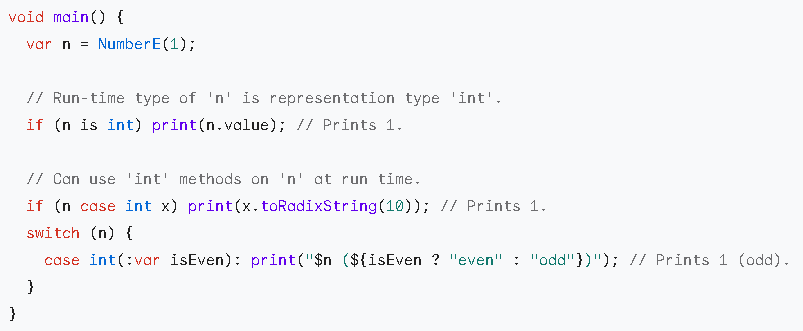 void main() {
  var n = NumberE(1);

  // Run-time type of 'n' is representation type 'int'.
  if (n is int) print(n.value); // Prints 1.

  // Can use 'int' methods on 'n' at run time.
  if (n case int x) print(x.toRadixString(10)); // Prints 1.
  switch (n) {
    case int(:var isEven): print("$n (${isEven ? "even" : "odd"})"); // Prints 1 (odd).
  }
}